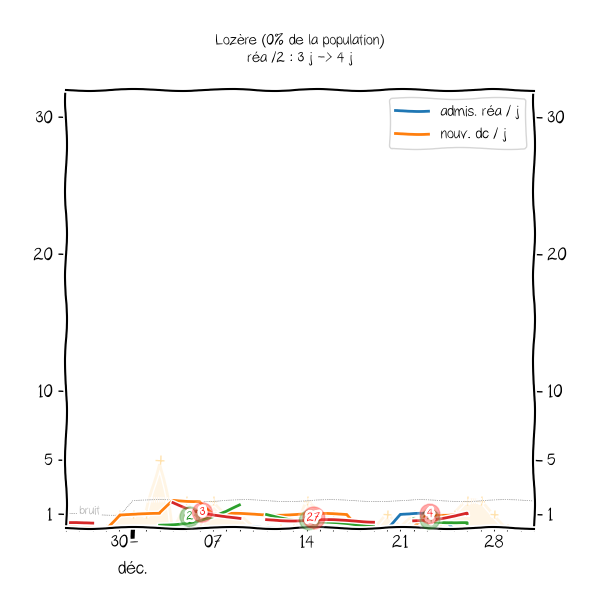 Lozère (0% de la population)
réa /2 : 3 j -> 4 j
admis. réa / j
nouv. dc / j
30 30
20 20
10 10
5 5
1 1
bruit
2 3 27 4
30 07 14 21 28
déc.